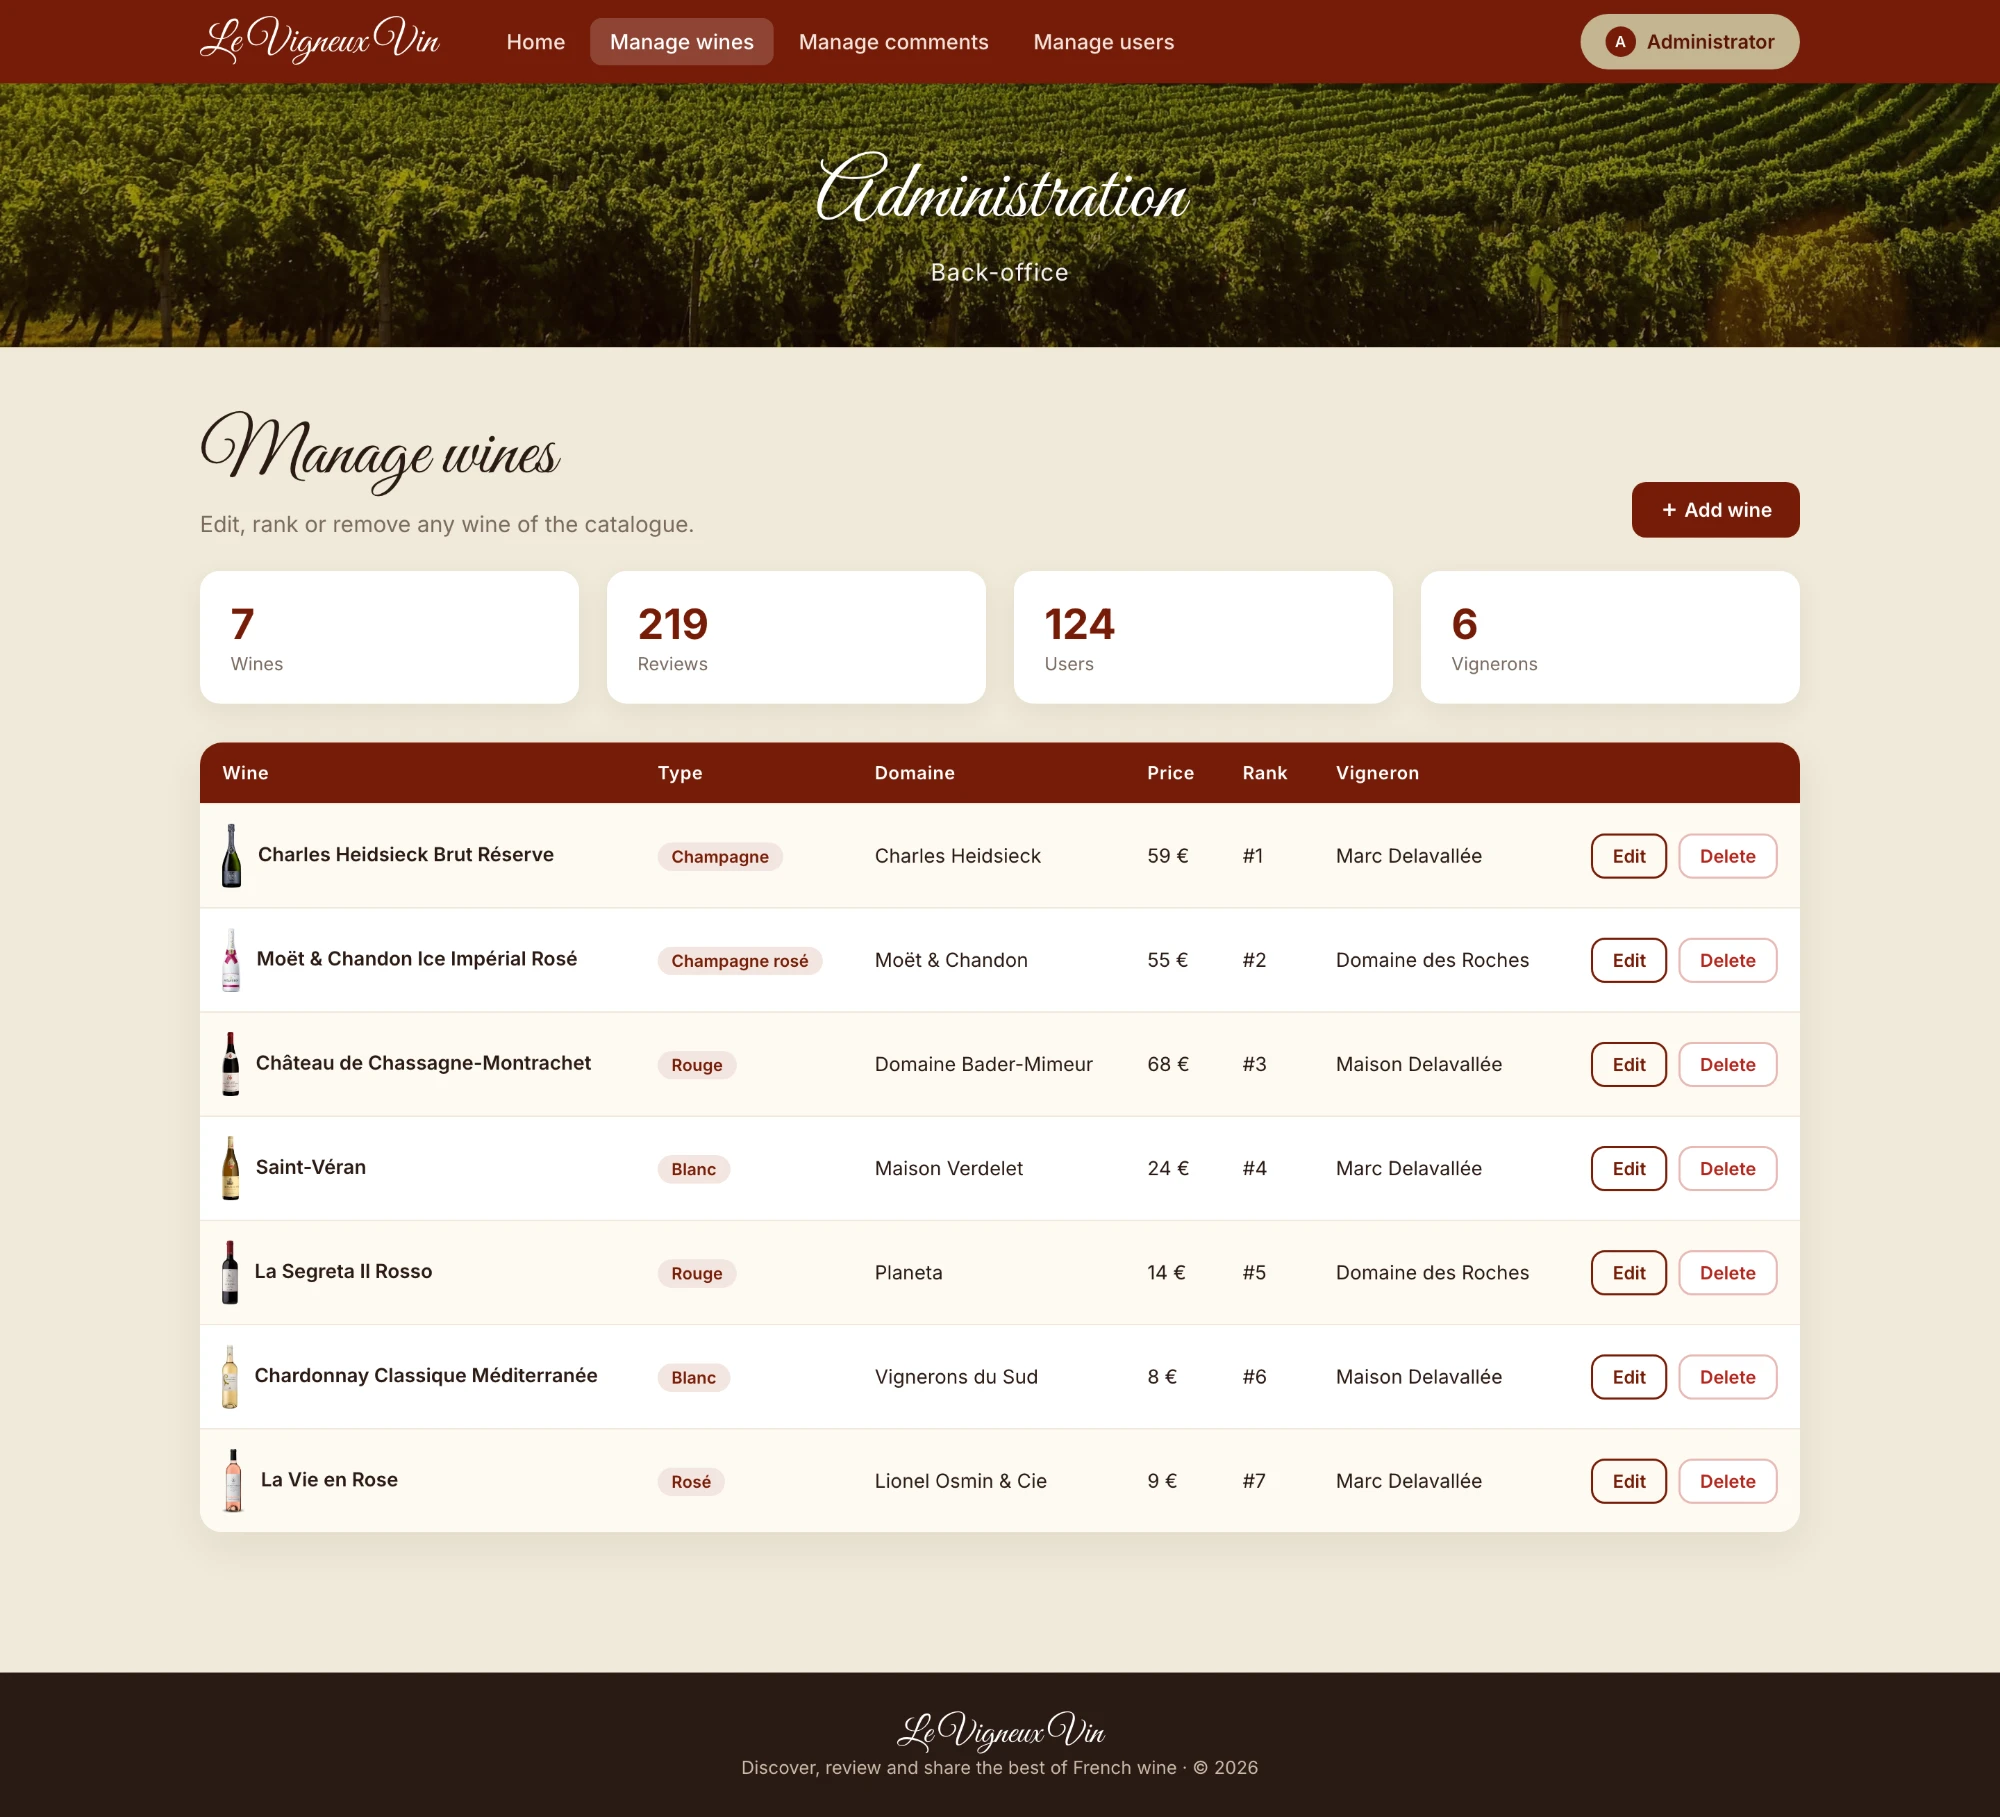 Le Vigneux Vin
Home
Manage wines
Manage comments
Manage users
A
Administrator
Administration
Back-office
Manage wines
Edit, rank or remove any wine of the catalogue.
+ Add wine
7
Wines
219
Reviews
124
Users
6
Vignerons
Wine Type Domaine Price Rank Vigneron
Charles Heidsieck Brut Réserve Champagne Charles Heidsieck 59 € #1 Marc Delavallée Edit Delete
Moët & Chandon Ice Impérial Rosé Champagne rosé Moët & Chandon 55 € #2 Domaine des Roches Edit Delete
Château de Chassagne-Montrachet Rouge Domaine Bader-Mimeur 68 € #3 Maison Delavallée Edit Delete
Saint-Véran Blanc Maison Verdelet 24 € #4 Marc Delavallée Edit Delete
La Segreta Il Rosso Rouge Planeta 14 € #5 Domaine des Roches Edit Delete
Chardonnay Classique Méditerranée Blanc Vignerons du Sud 8 € #6 Maison Delavallée Edit Delete
La Vie en Rose Rosé Lionel Osmin & Cie 9 € #7 Marc Delavallée Edit Delete
Le Vigneux Vin
Discover, review and share the best of French wine · © 2026